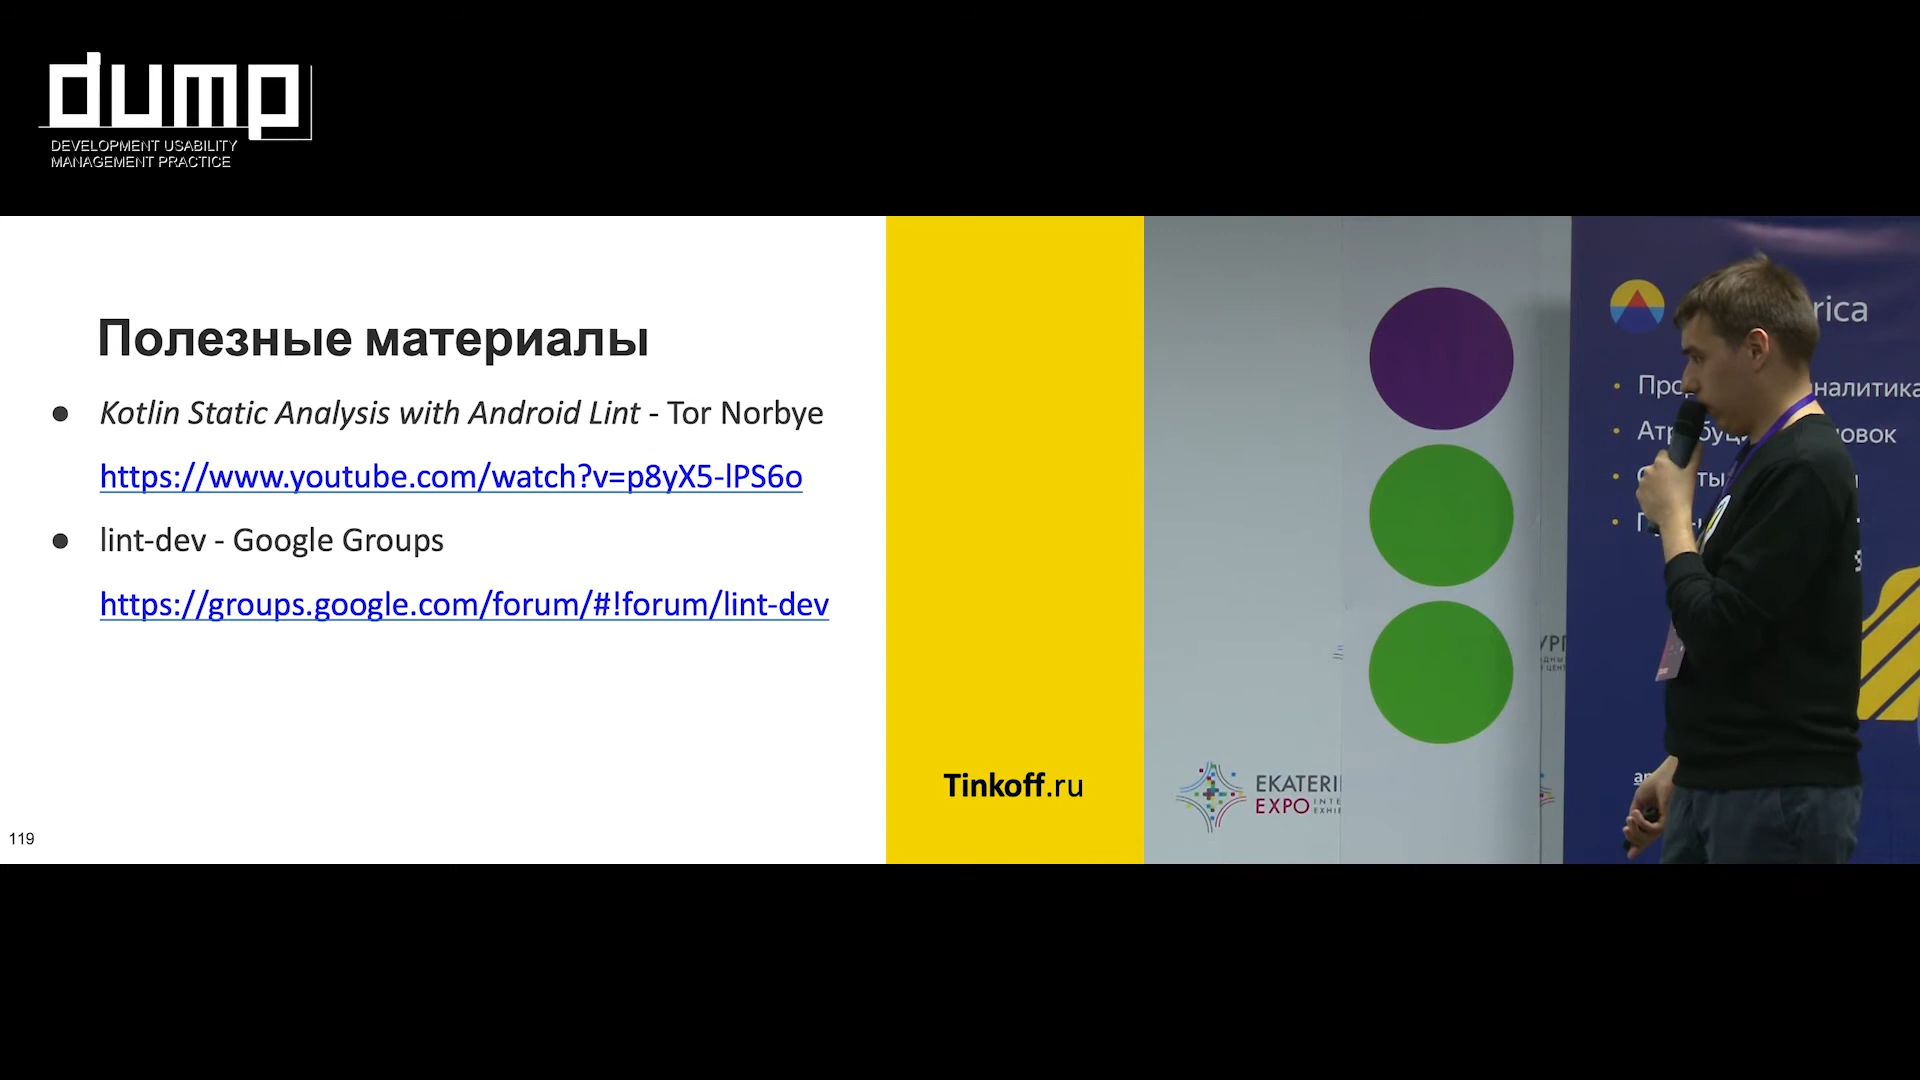 dump
DEVELOPMENT USABILITY
MANAGEMENT PRACTICE
Полезные материалы
● Kotlin Static Analysis with Android Lint - Tor Norbye
https://www.youtube.com/watch?v=p8yX5-lPS6o
● lint-dev - Google Groups
https://groups.google.com/forum/#!forum/lint-dev
119
Tinkoff.ru
EKATERI
EXPO